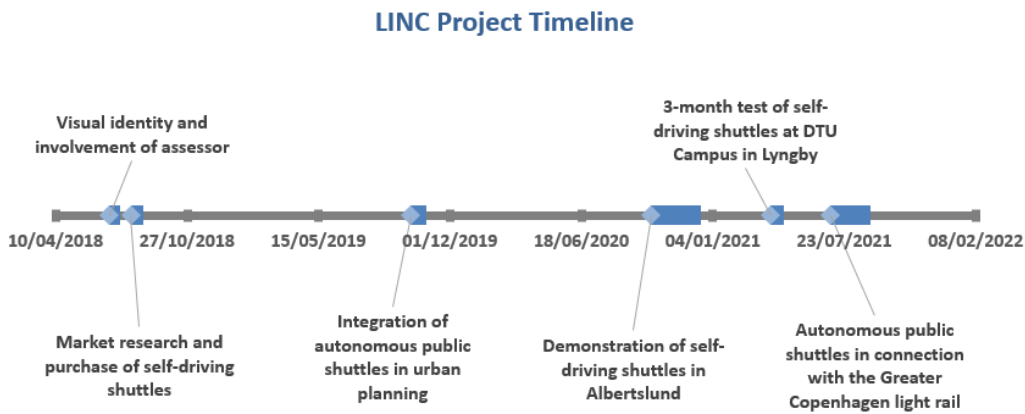 LINC Project Timeline
Visual identity and
involvement of assessor
3-month test of self-
driving shuttles at DTU
Campus in Lyngby
10/04/2018
27/10/2018
15/05/2019
01/12/2019
18/06/2020
04/01/2021
23/07/2021
08/02/2022
Market research and
purchase of self-driving
shuttles
Integration of
autonomous public
shuttles in urban
planning
Demonstration of self-
driving shuttles in
Albertslund
Autonomous public
shuttles in connection
with the Greater
Copenhagen light rail